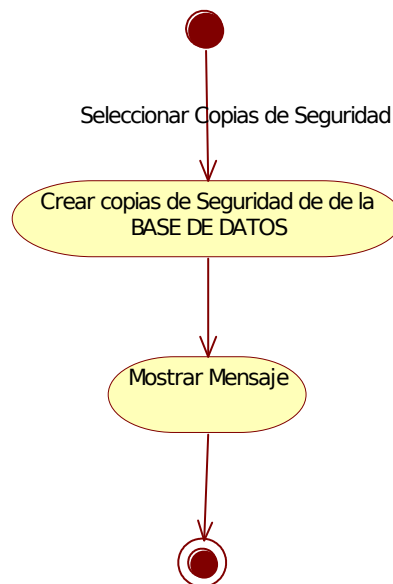 Seleccionar Copias de Seguridad
Crear copias de Seguridad de de la
BASE DE DATOS
Mostrar Mensaje